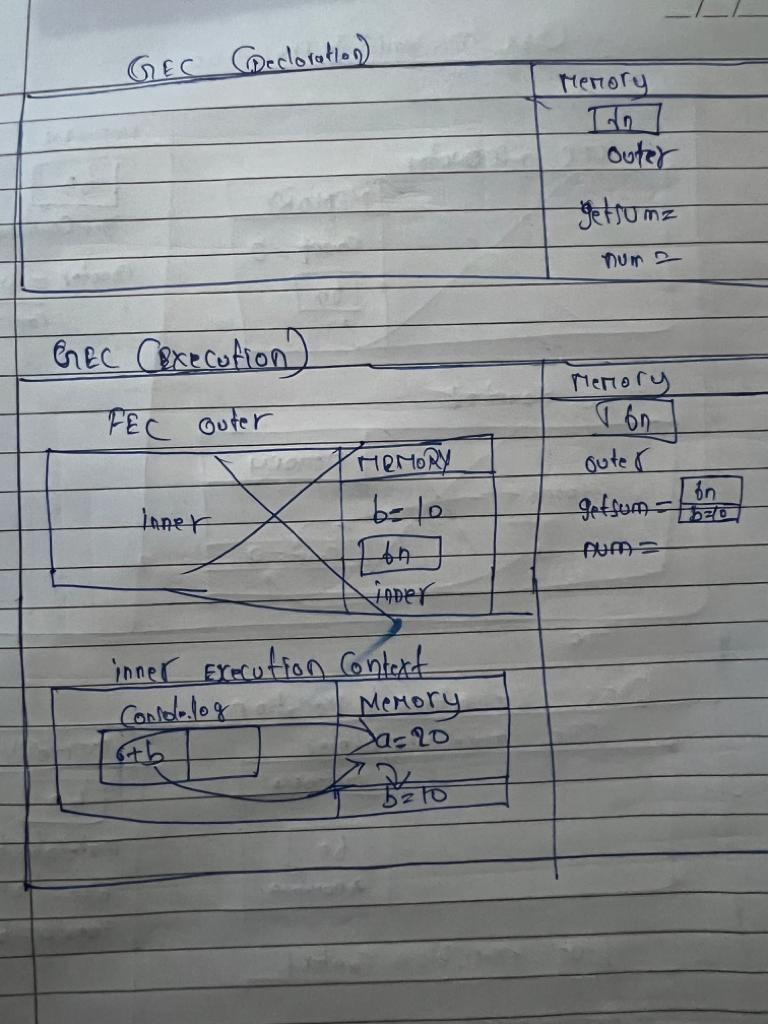 GEC (Declaration)
Memory
fn
outer
getsum=
num =
GEC (execution)
Memory
fn
FEC outer
outer
MEMORY
getsum = fn
b=10
b=10
inner
num =
fn
inner
inner execution context
Memory
Console.log
a=20
a+b
b=10